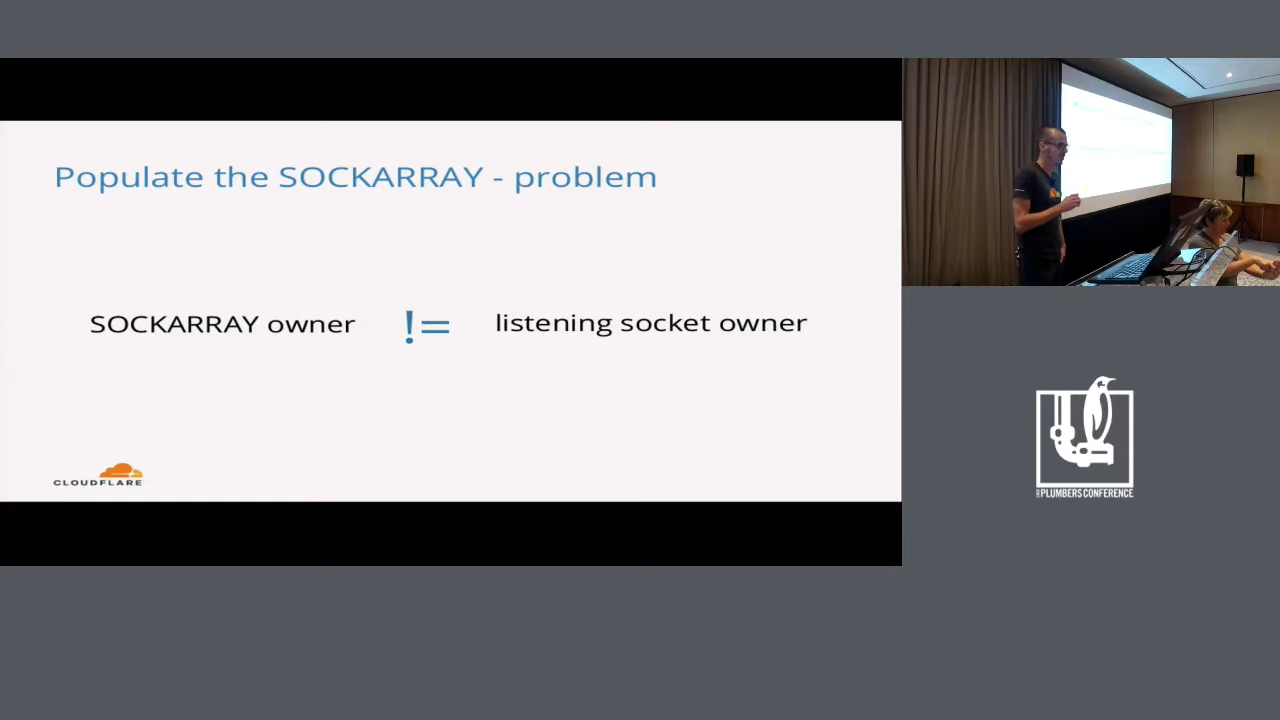 Populate the SOCKARRAY - problem
SOCKARRAY owner != listening socket owner
CLOUDFLARE
PLUMBERS CONFERENCE